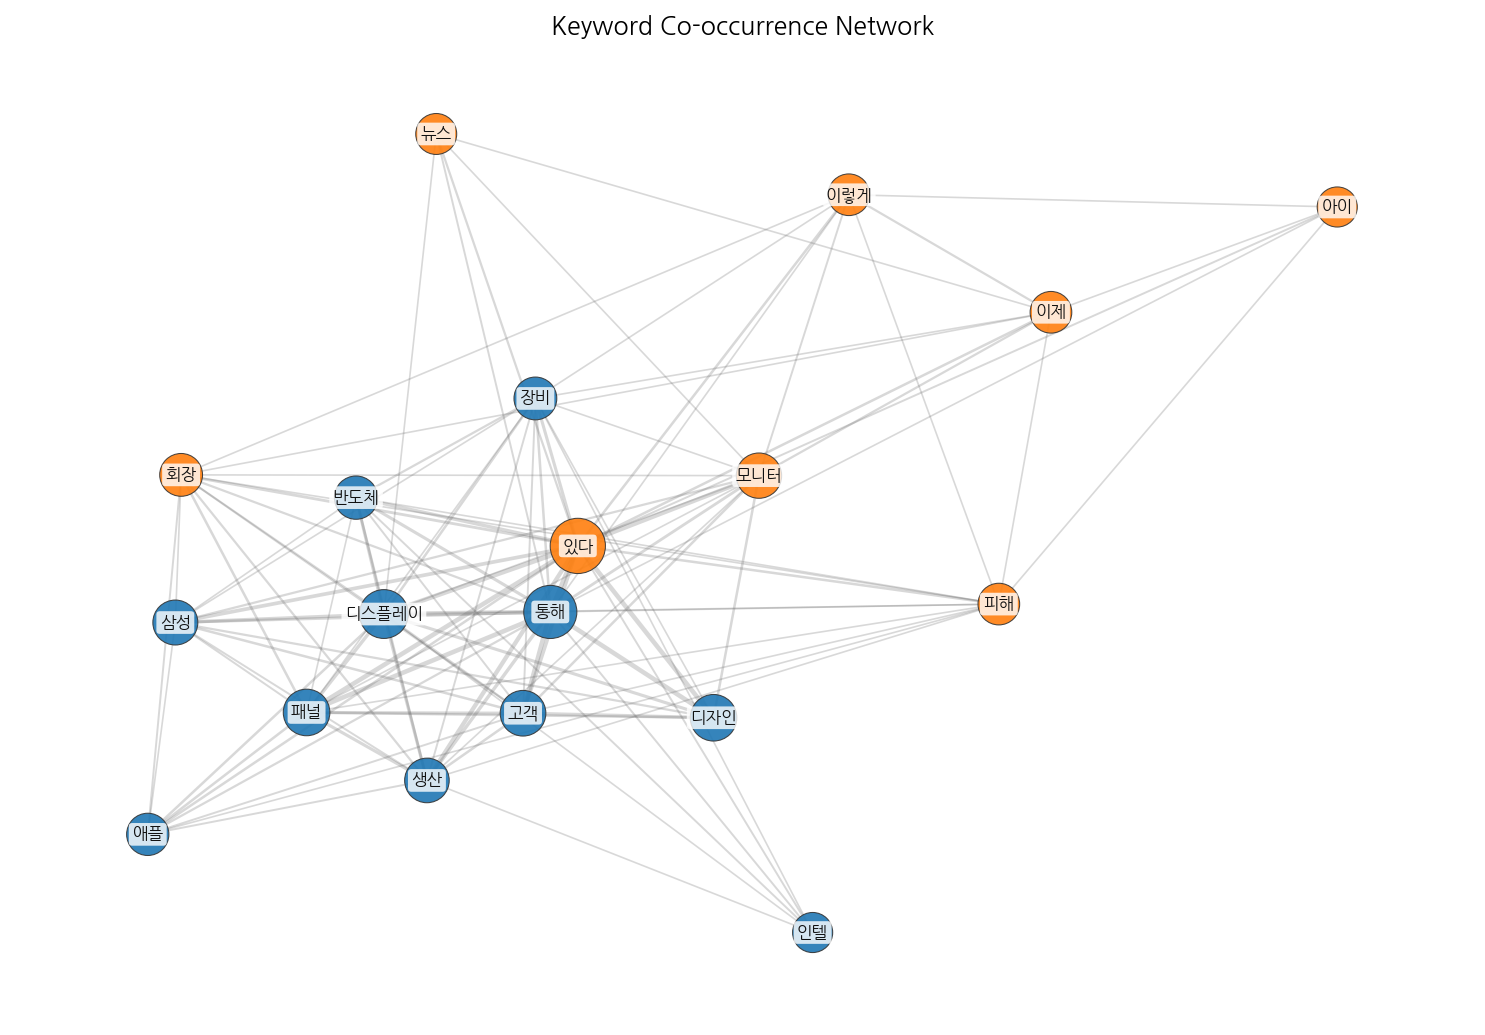 Keyword Co-occurrence Network
뉴스
이렇게
아이
이제
장비
회장
모니터
반도체
있다
피해
통해
디스플레이
삼성
패널
고객
디자인
생산
애플
인텔